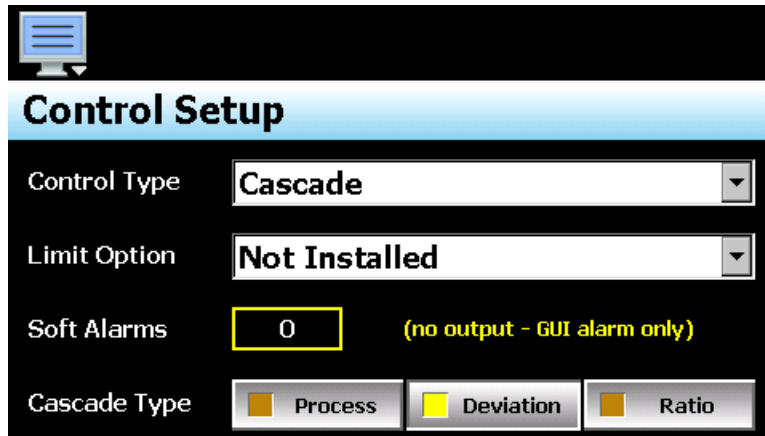 Control Setup
Control Type Cascade
Limit Option Not Installed
Soft Alarms 0 (no output - GUI alarm only)
Cascade Type Process Deviation Ratio